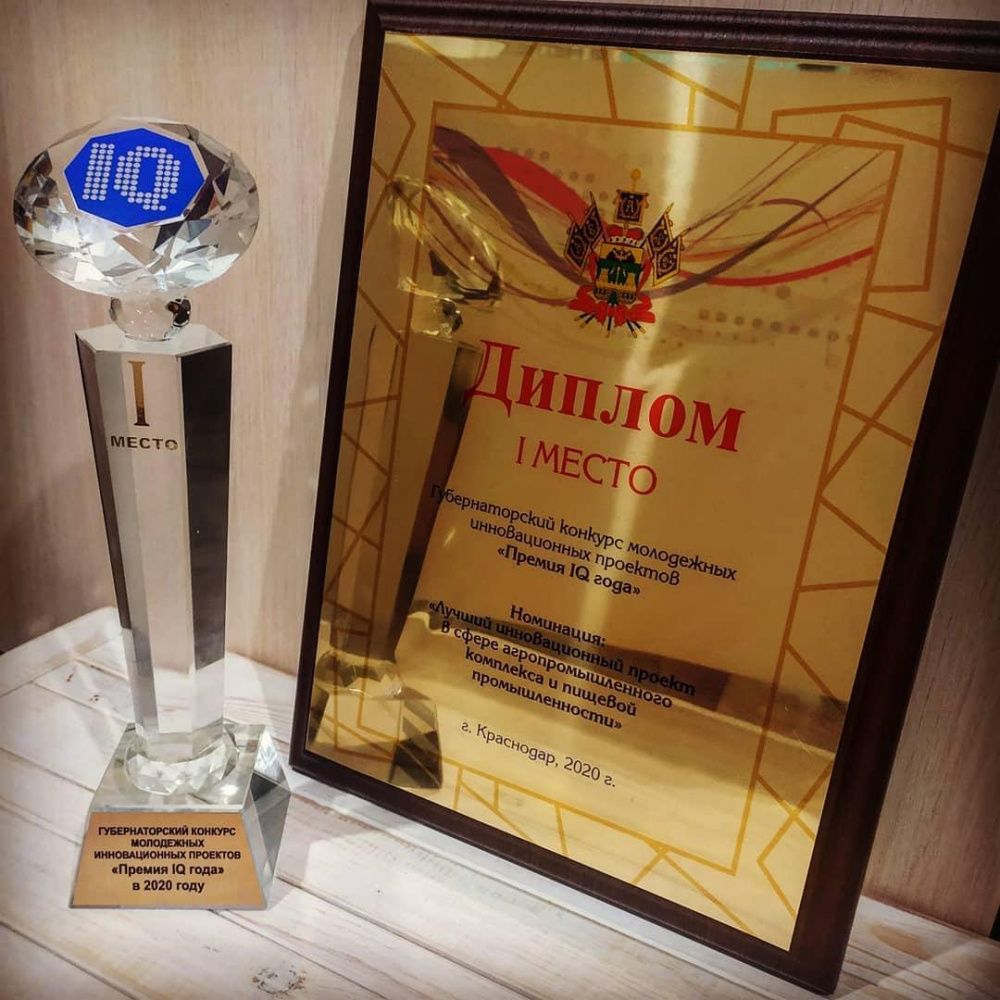 IQ
I
МЕСТО
ГУБЕРНАТОРСКИЙ КОНКУРС
МОЛОДЕЖНЫХ
ИННОВАЦИОННЫХ ПРОЕКТОВ
«Премия IQ года»
в 2020 году
Диплом
I МЕСТО
Губернаторский конкурс молодежных
инновационных проектов
«Премия IQ года»
Номинация:
«Лучший инновационный проект
в сфере агропромышленного
комплекса и пищевой
промышленности»
г. Краснодар, 2020 г.